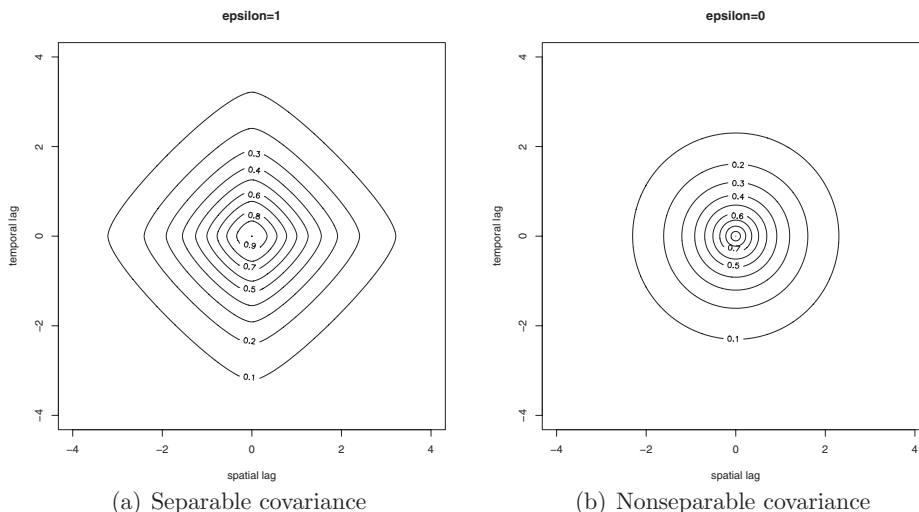 epsilon=1
4
2
0
−2
−4
temporal lag
0.3
0.4
0.6
0.8
0.9
0.7
0.5
0.2
0.1
−4 −2 0 2 4
spatial lag
(a) Separable covariance
epsilon=0
4
2
0
−2
−4
temporal lag
0.2
0.3
0.4
0.6
0.7
0.5
0.1
−4 −2 0 2 4
spatial lag
(b) Nonseparable covariance